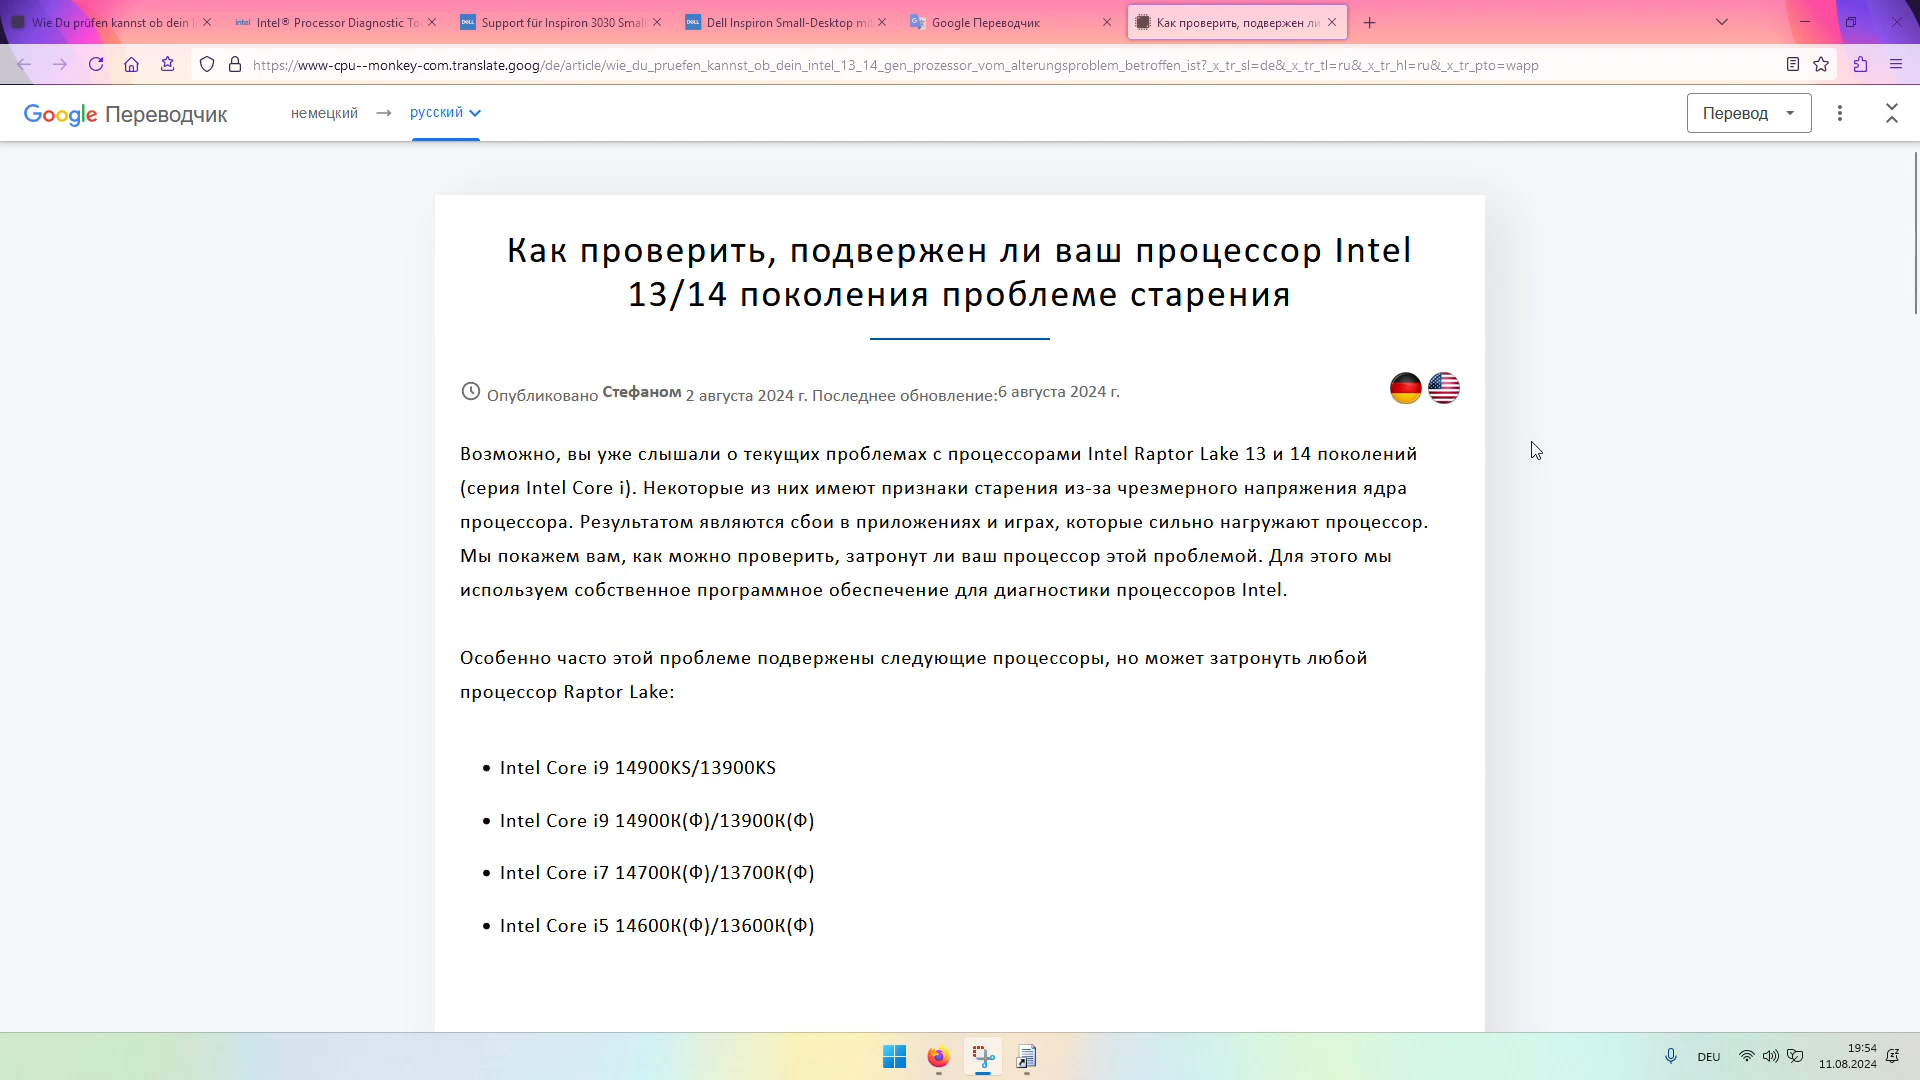 Wie Du prüfen kannst ob dein I
Intel® Processor Diagnostic To
Support für Inspiron 3030 Small
Dell Inspiron Small-Desktop mi
Google Переводчик
Как проверить, подвержен ли
https://www-cpu--monkey-com.translate.goog/de/article/wie_du_pruefen_kannst_ob_dein_intel_13_14_gen_prozessor_vom_alterungsproblem_betroffen_ist?_x_tr_sl=de&_x_tr_tl=ru&_x_tr_hl=ru&_x_tr_pto=wapp
Google Переводчик
немецкий → русский
Перевод
Как проверить, подвержен ли ваш процессор Intel
13/14 поколения проблеме старения
Опубликовано Стефаном 2 августа 2024 г. Последнее обновление:6 августа 2024 г.
Возможно, вы уже слышали о текущих проблемах с процессорами Intel Raptor Lake 13 и 14 поколений
(серия Intel Core i). Некоторые из них имеют признаки старения из-за чрезмерного напряжения ядра
процессора. Результатом являются сбои в приложениях и играх, которые сильно нагружают процессор.
Мы покажем вам, как можно проверить, затронут ли ваш процессор этой проблемой. Для этого мы
используем собственное программное обеспечение для диагностики процессоров Intel.
Особенно часто этой проблеме подвержены следующие процессоры, но может затронуть любой
процессор Raptor Lake:
• Intel Core i9 14900KS/13900KS
• Intel Core i9 14900К(Ф)/13900К(Ф)
• Intel Core i7 14700К(Ф)/13700К(Ф)
• Intel Core i5 14600К(Ф)/13600К(Ф)
DEU
19:54
11.08.2024